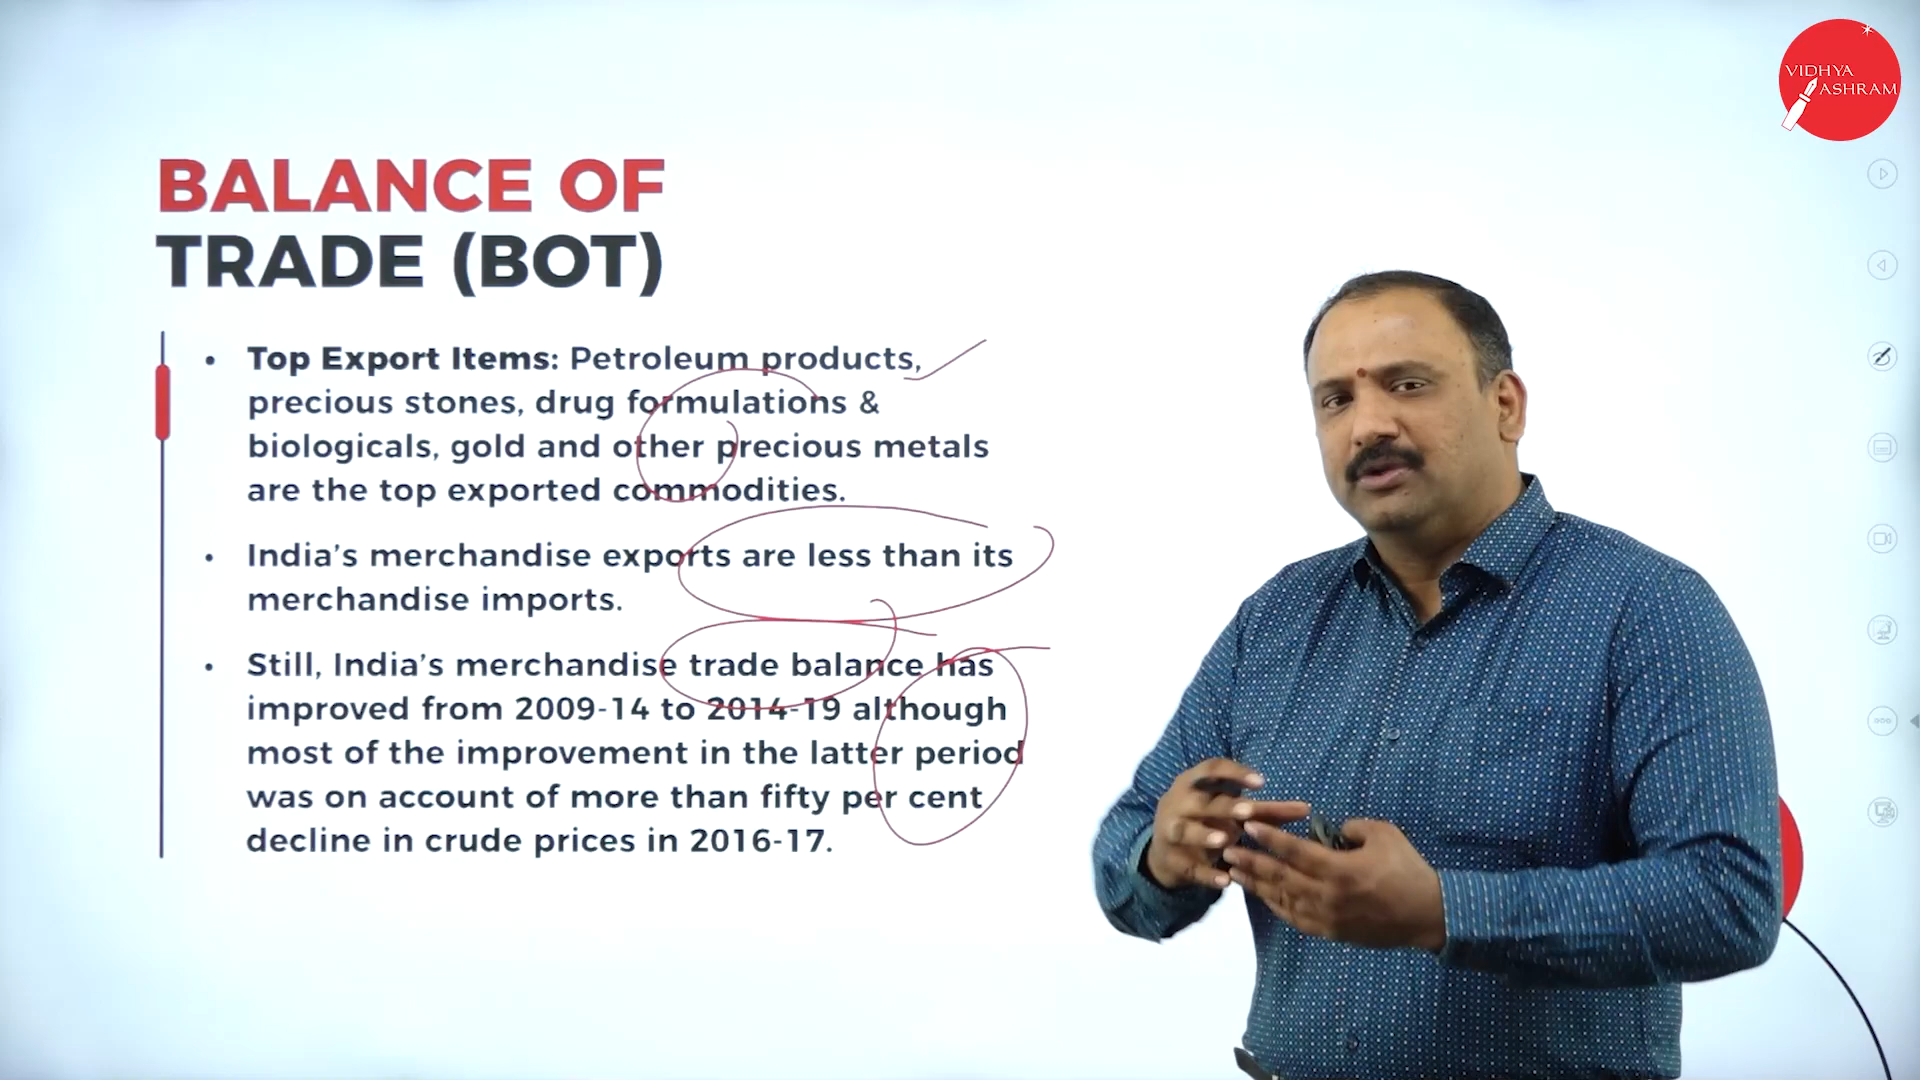 VIDHYA
ASHRAM
BALANCE OF
TRADE (BOT)
• Top Export Items: Petroleum products,
precious stones, drug formulations &
biologicals, gold and other precious metals
are the top exported commodities.
• India's merchandise exports are less than its
merchandise imports.
• Still, India's merchandise trade balance has
improved from 2009-14 to 2014-19 although
most of the improvement in the latter period
was on account of more than fifty per cent
decline in crude prices in 2016-17.